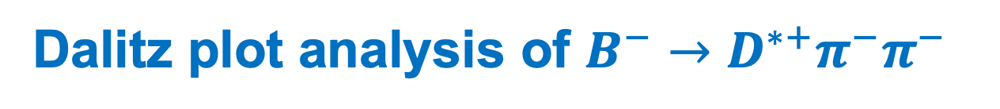 Dalitz plot analysis of B⁻ → D*⁺π⁻π⁻